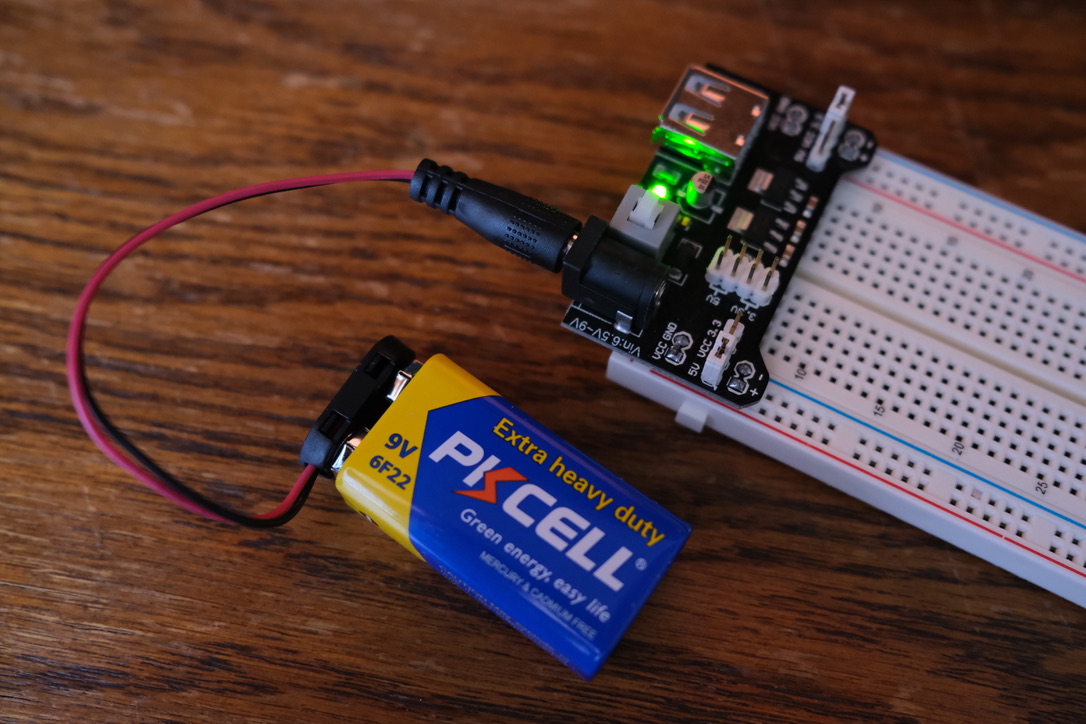 Extra heavy duty
9V
6F22
PKCELL®
Green energy, easy life
MERCURY & CADMIUM FREE
Vin:6.5V-9V
VCC GND
5V VCC 3.3
+ -
10
15
20
25